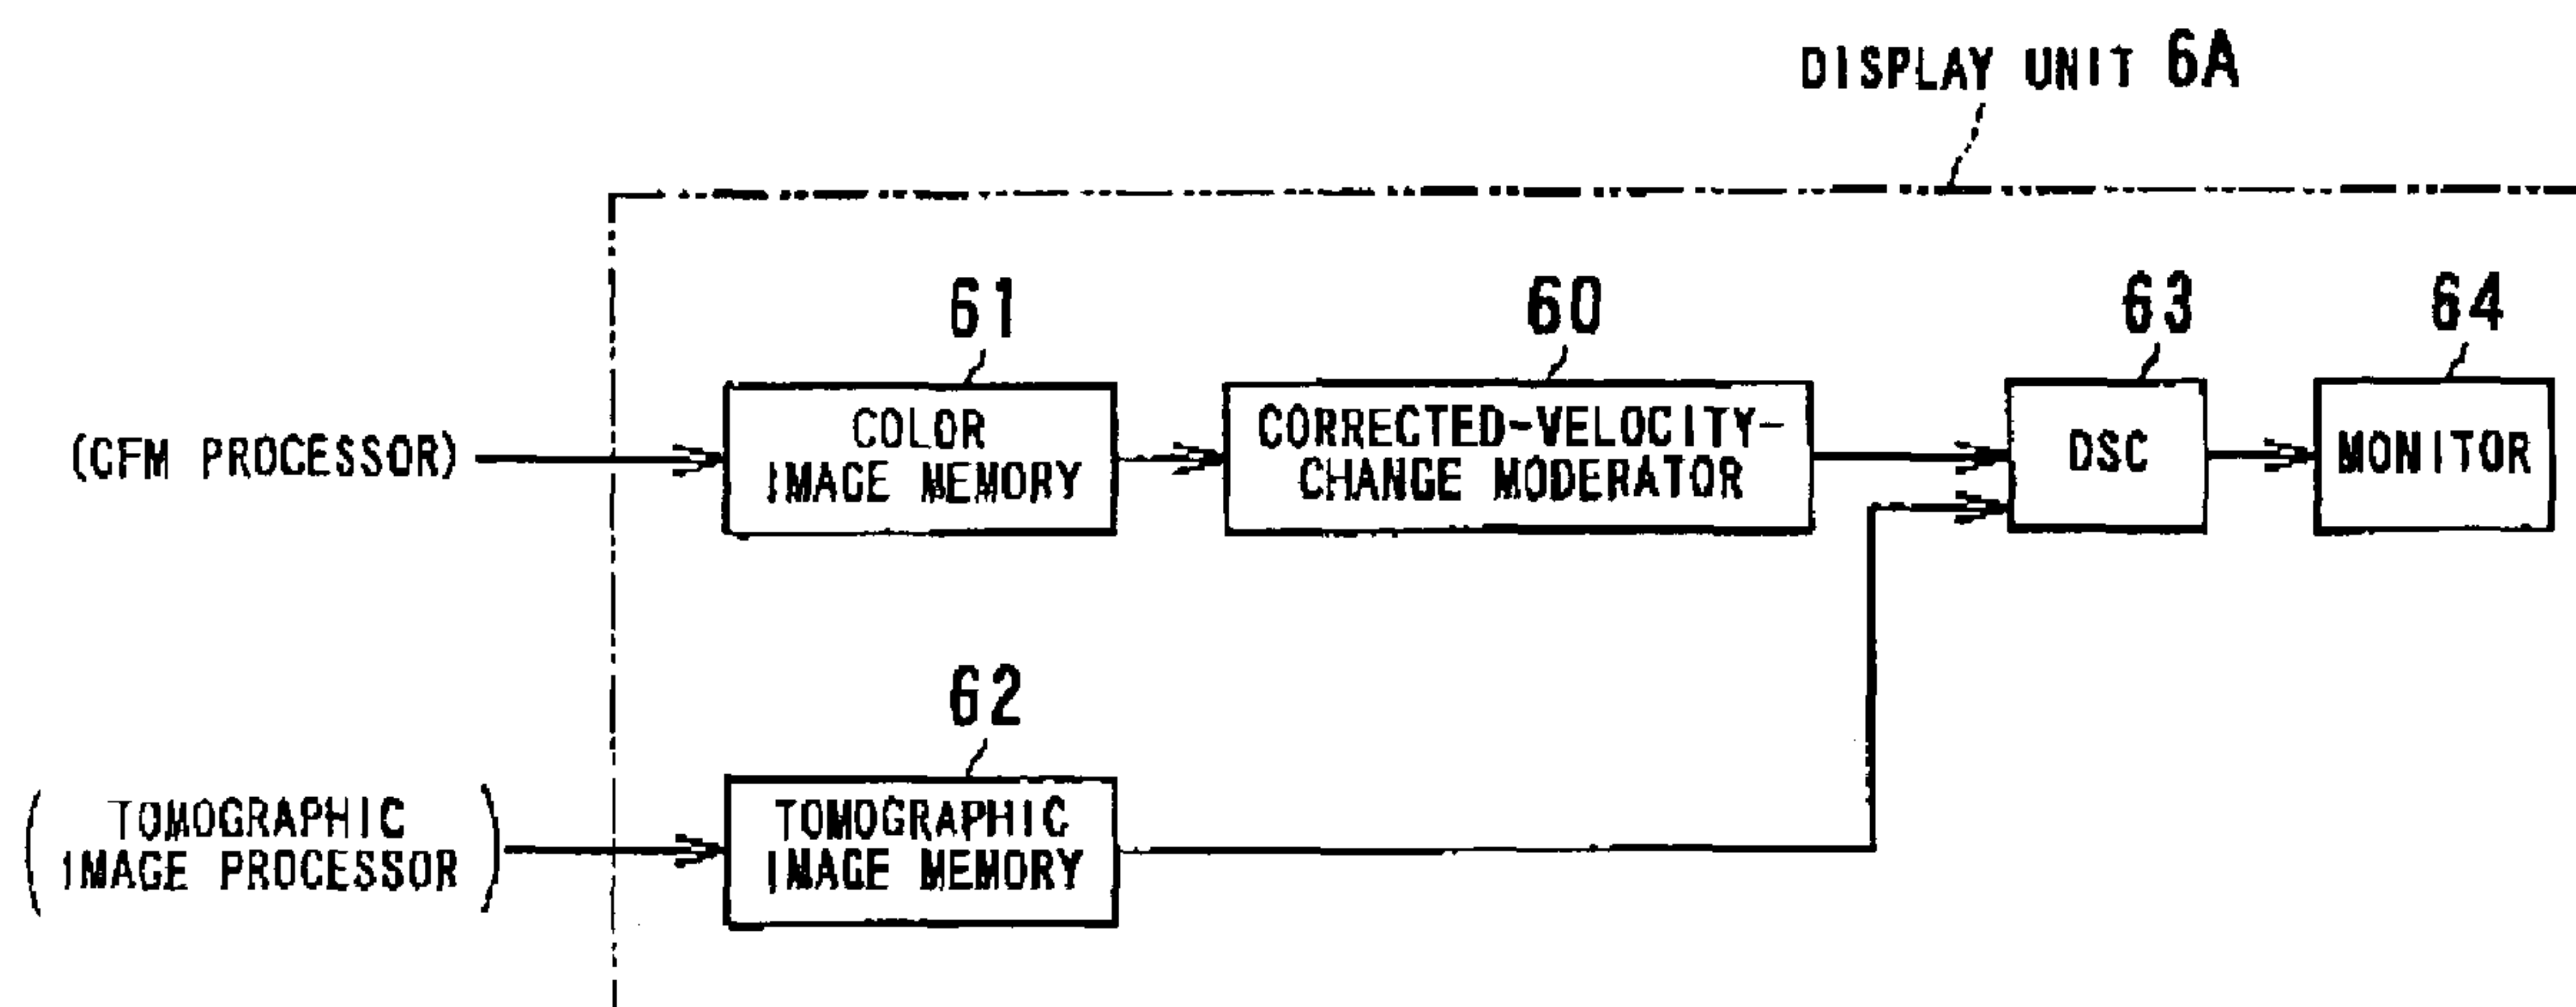 DISPLAY UNIT 6A
61
60
63
64
(CFM PROCESSOR)
COLOR
IMAGE MEMORY
CORRECTED-VELOCITY-
CHANGE MODERATOR
DSC
MONITOR
62
(TOMOGRAPHIC
IMAGE PROCESSOR)
TOMOGRAPHIC
IMAGE MEMORY